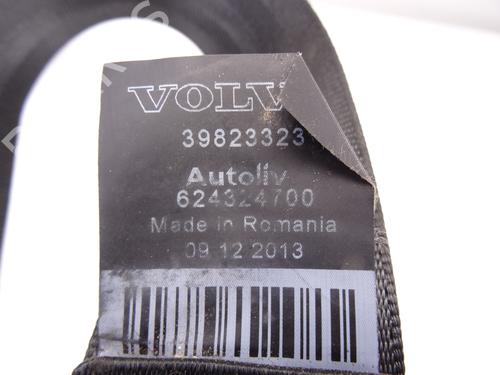 VOLV
39823323
Autoliv
624324700
Made in Romania
09 12 2013